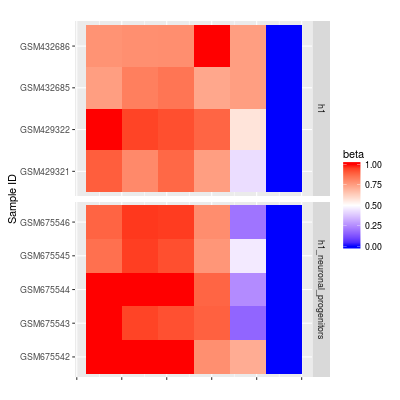 GSM432686
GSM432685
GSM429322
GSM429321
h1
GSM675546
GSM675545
GSM675544
GSM675543
GSM675542
h1_neuronal_progenitors
Sample ID
beta
1.00
0.75
0.50
0.25
0.00